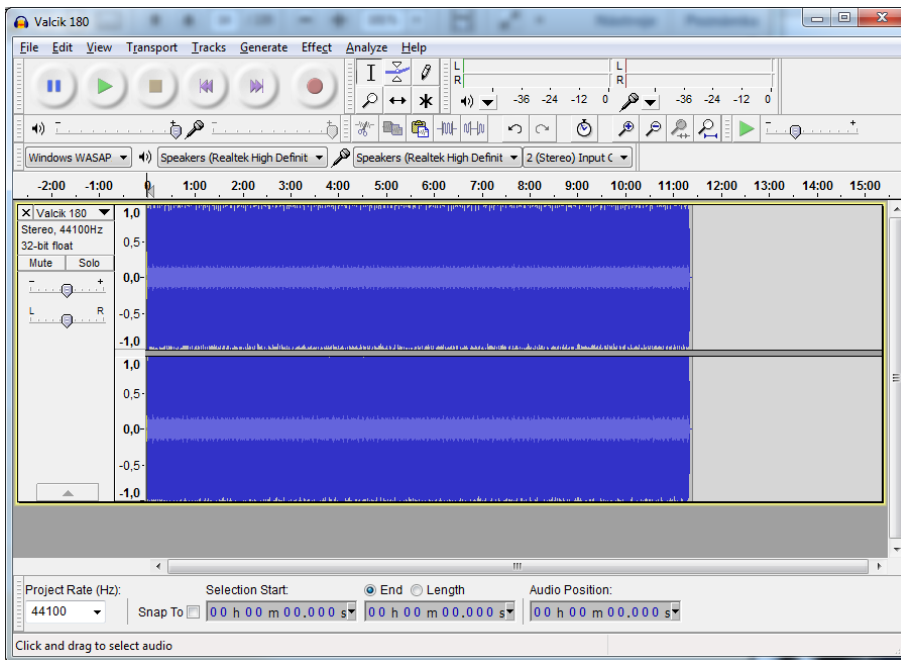 Valcik 180
File Edit View Transport Tracks Generate Effect Analyze Help
L
R
-36 -24 -12 0
L
R
-36 -24 -12 0
Windows WASAP
Speakers (Realtek High Definit
Speakers (Realtek High Definit
2 (Stereo) Input C
-2:00 -1:00 0 1:00 2:00 3:00 4:00 5:00 6:00 7:00 8:00 9:00 10:00 11:00 12:00 13:00 14:00 15:00
X Valcik 180
Stereo, 44100Hz
32-bit float
Mute Solo
- +
L R
1,0
0,5-
0,0-
-0,5-
-1,0
1,0
0,5-
0,0-
-0,5-
-1,0
Project Rate (Hz): Selection Start: End Length Audio Position:
44100 Snap To 00 h 00 m 00.000 s 00 h 00 m 00.000 s 00 h 00 m 00.000 s
Click and drag to select audio